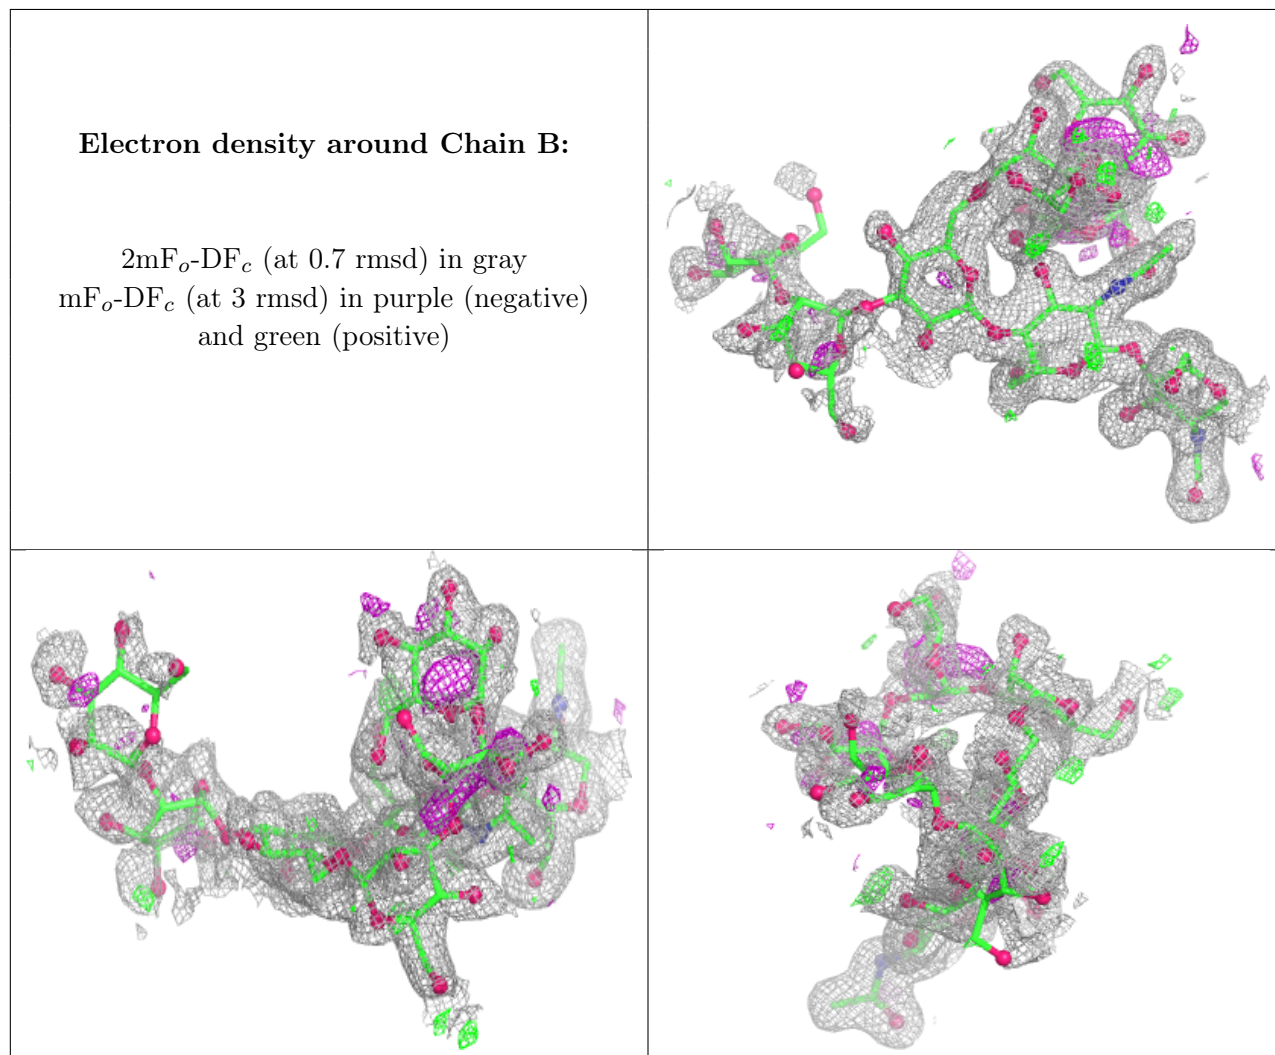 Electron density around Chain B:
2mFₒ-DF𝒸 (at 0.7 rmsd) in gray
mFₒ-DF𝒸 (at 3 rmsd) in purple (negative)
and green (positive)